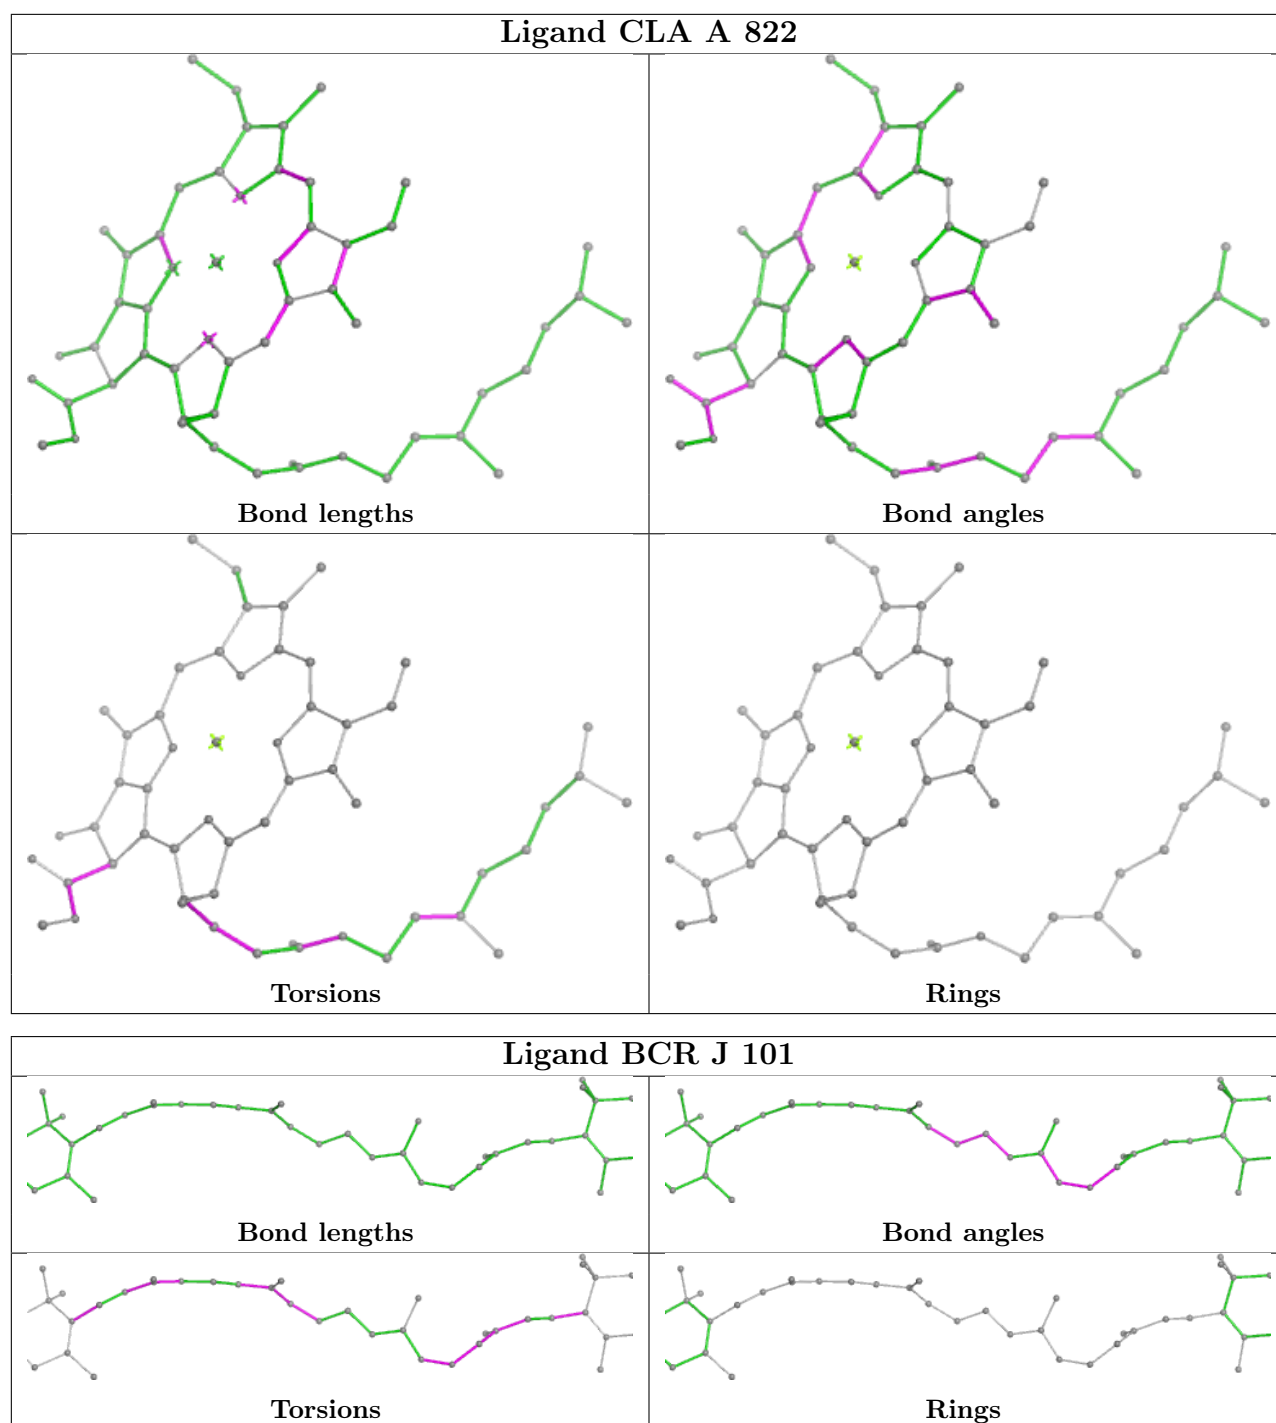 Ligand CLA A 822
Bond lengths
Bond angles
Torsions
Rings
Ligand BCR J 101
Bond lengths
Bond angles
Torsions
Rings